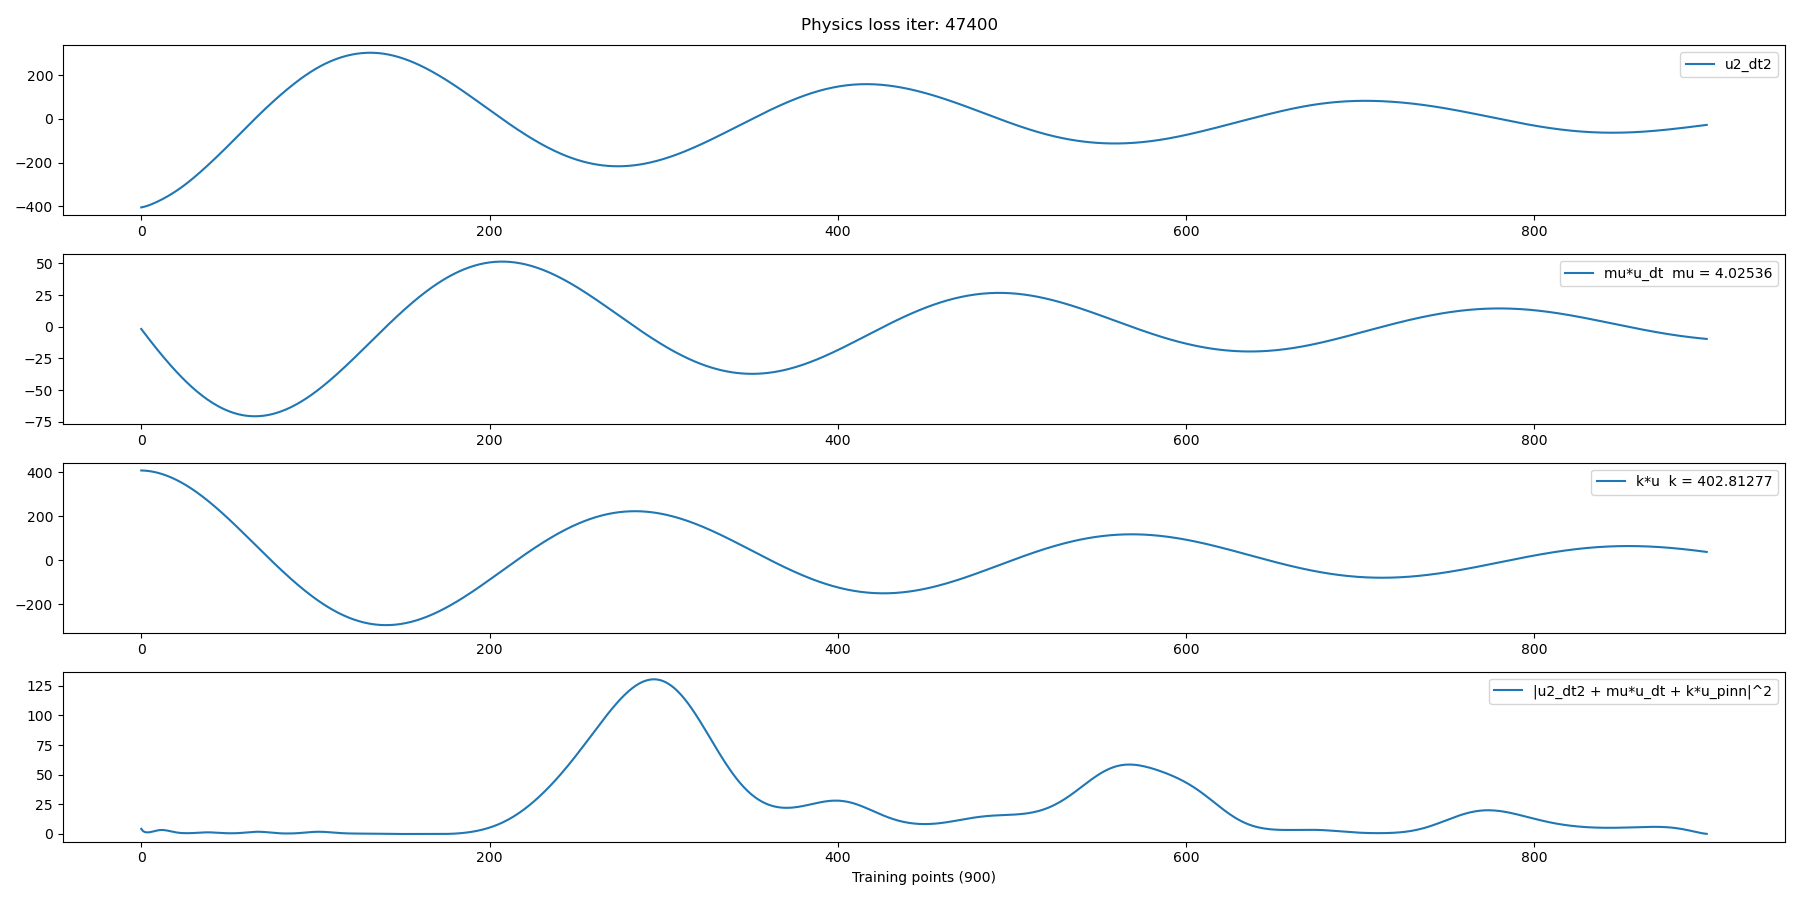 Physics loss iter: 47400
u2_dt2
200
0
−200
−400
0 200 400 600 800
mu*u_dt mu = 4.02536
50
25
0
−25
−50
−75
0 200 400 600 800
k*u k = 402.81277
400
200
0
−200
0 200 400 600 800
|u2_dt2 + mu*u_dt + k*u_pinn|^2
125
100
75
50
25
0
0 200 400 600 800
Training points (900)